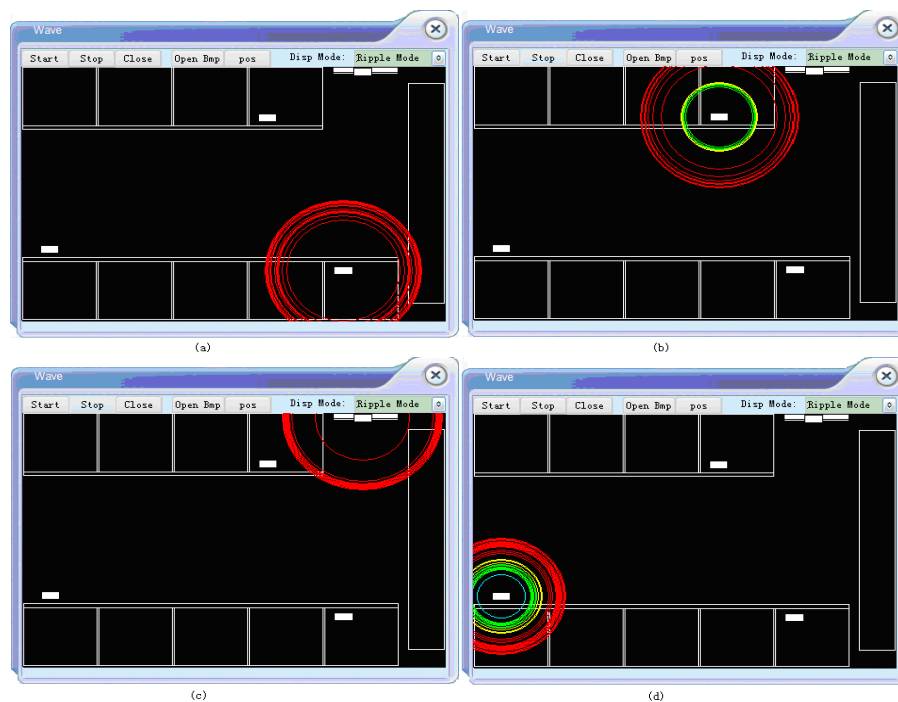 Wave
Start Stop Close Open Bmp pos Disp Mode: Ripple Mode
(a)
Wave
Start Stop Close Open Bmp pos Disp Mode: Ripple Mode
(b)
Wave
Start Stop Close Open Bmp pos Disp Mode: Ripple Mode
(c)
Wave
Start Stop Close Open Bmp pos Disp Mode: Ripple Mode
(d)